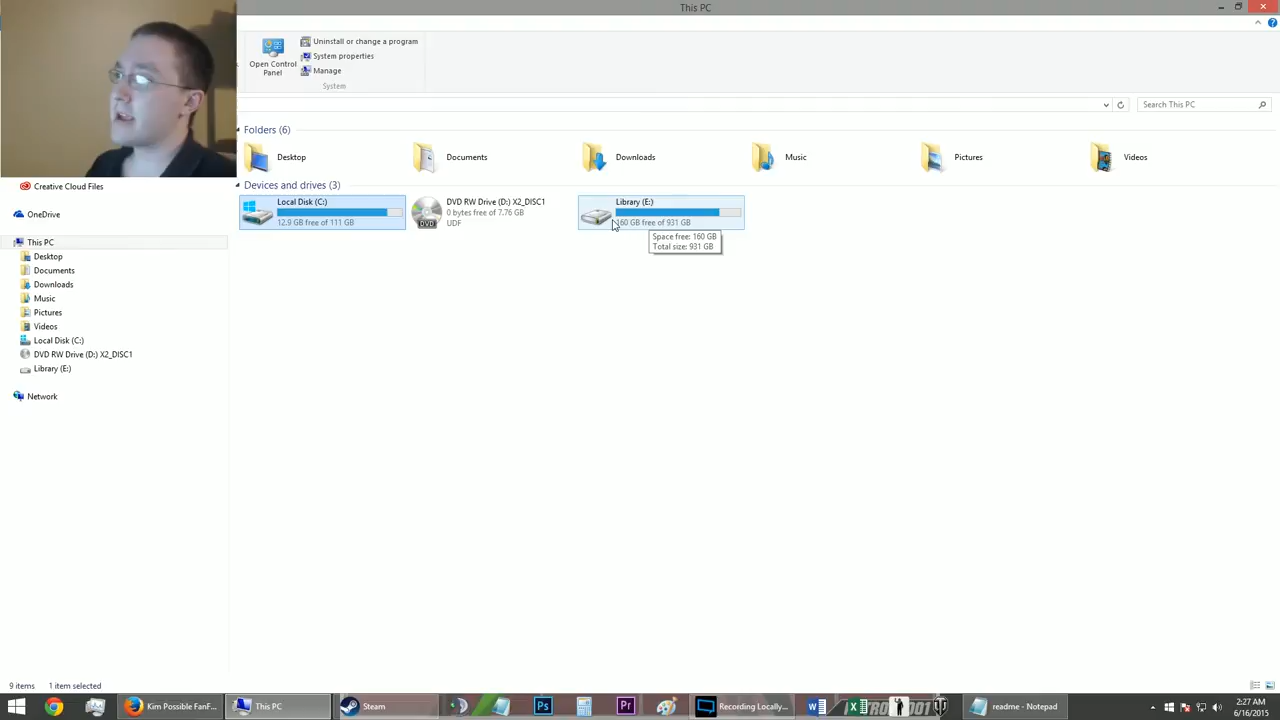 This PC
Uninstall or change a program
System properties
Manage
Open Control
Panel
System
Search This PC
Folders (6)
Desktop
Documents
Downloads
Music
Pictures
Videos
Devices and drives (3)
Local Disk (C:)
12.9 GB free of 111 GB
DVD RW Drive (D:) X2_DISC1
0 bytes free of 7.76 GB
UDF
DVD
Library (E:)
160 GB free of 931 GB
Space free: 160 GB
Total size: 931 GB
Creative Cloud Files
OneDrive
This PC
Desktop
Documents
Downloads
Music
Pictures
Videos
Local Disk (C:)
DVD RW Drive (D:) X2_DISC1
Library (E:)
Network
9 items
1 item selected
Kim Possible FanF...
This PC
Steam
Ps
Pr
Recording Locally...
readme - Notepad
2:27 AM
6/16/2015